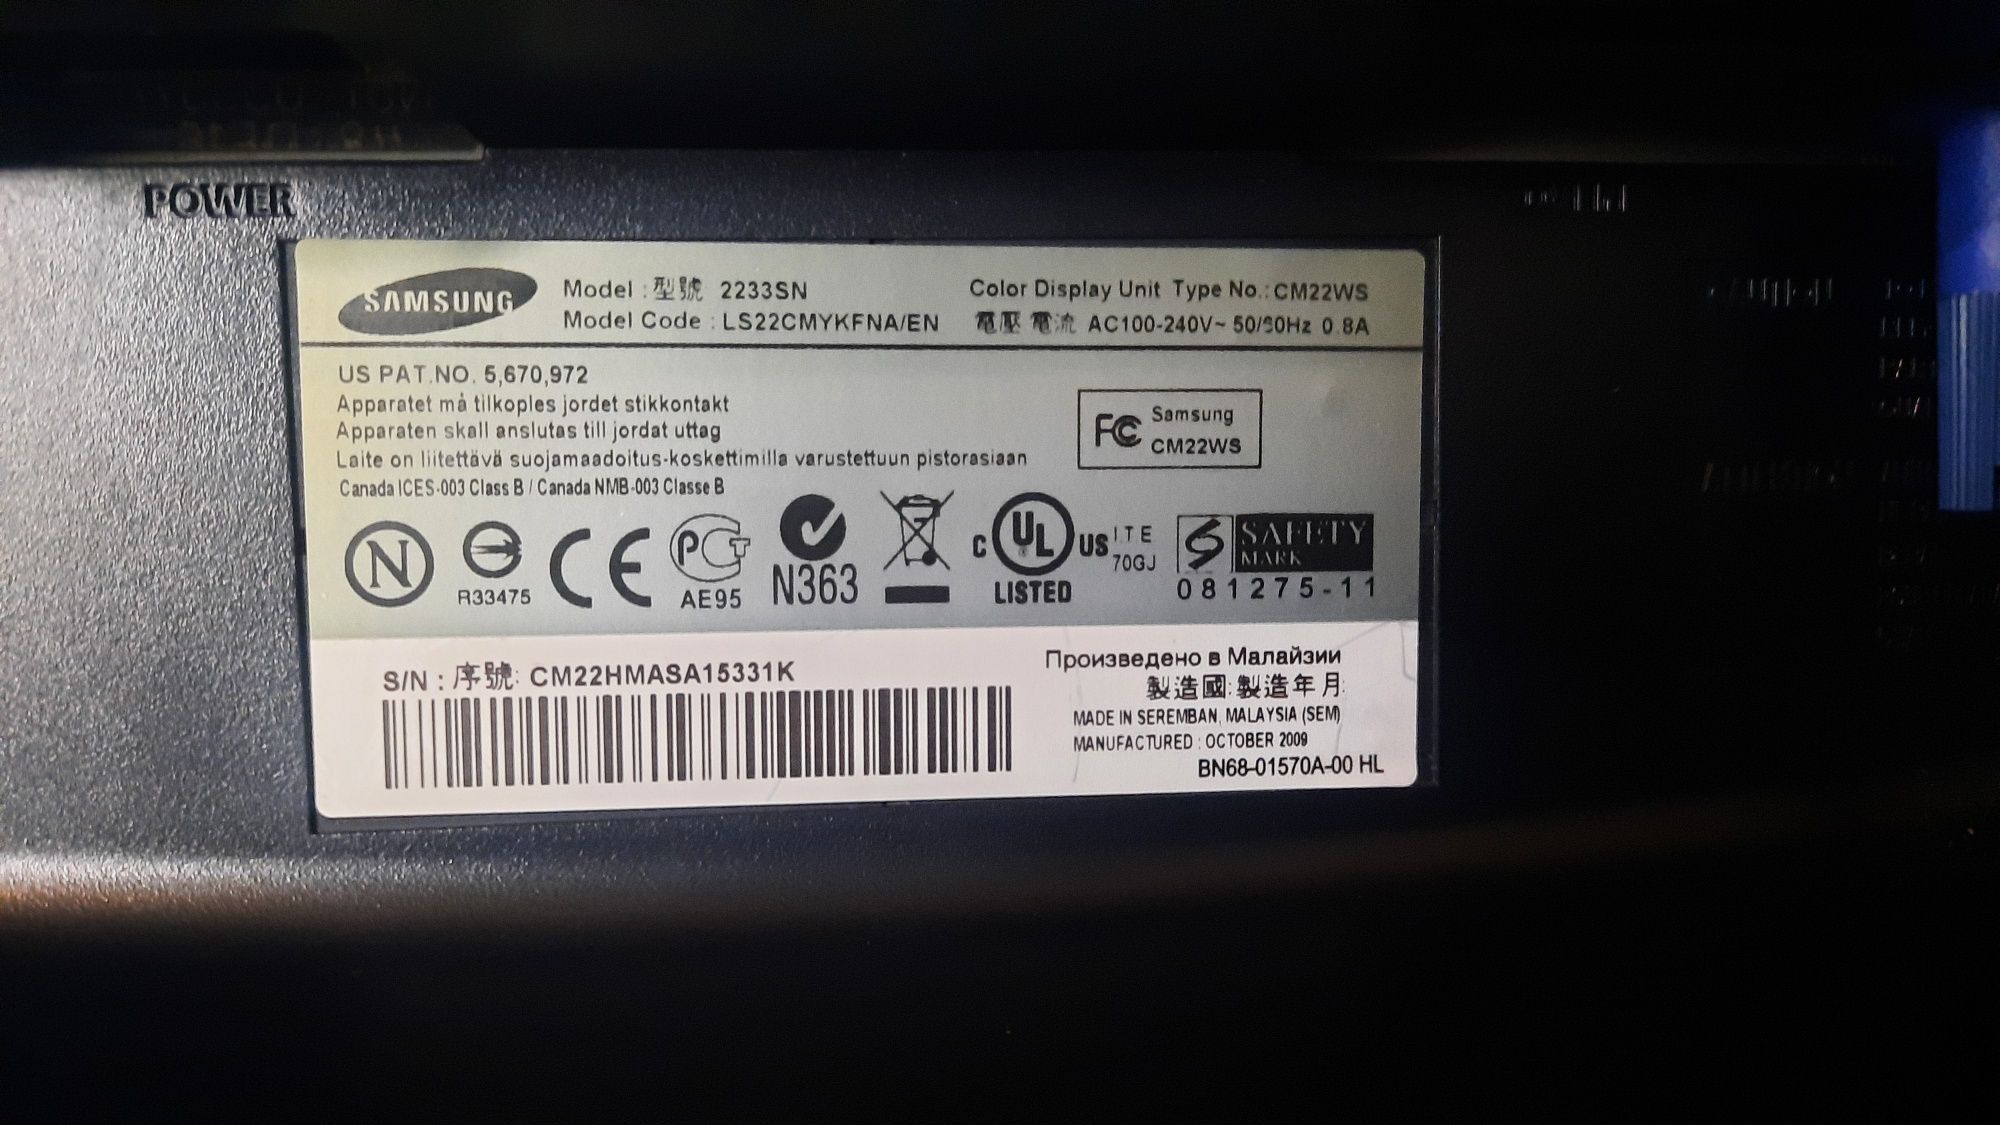 POWER
SAMSUNG
Model : 型號 2233SN
Model Code : LS22CMYKFNA/EN
Color Display Unit Type No.: CM22WS
電壓 電流 AC100-240V~ 50/60Hz 0.8A
US PAT.NO. 5,670,972
Apparatet må tilkoples jordet stikkontakt
Apparaten skall anslutas till jordat uttag
Laite on liitettävä suojamaadoitus-koskettimilla varustettuun pistorasiaan
Canada ICES-003 Class B / Canada NMB-003 Classe B
FC Samsung
CM22WS
N
R33475
CE
PCT
AE95
N363
C UL US
LISTED
I.T.E
70GJ
S SAFETY
MARK
081275-11
S/N : 序號: CM22HMASA15331K
Произведено в Малайзии
製造國: 製造年月:
MADE IN SEREMBAN, MALAYSIA (SEM)
MANUFACTURED : OCTOBER 2009
BN68-01570A-00 HL